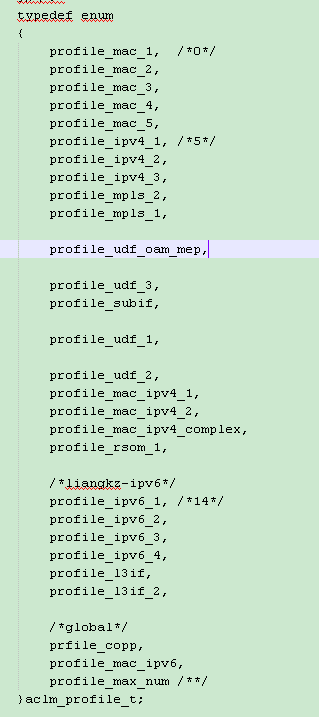 typedef enum
{
profile_mac_1, /*0*/
profile_mac_2,
profile_mac_3,
profile_mac_4,
profile_mac_5,
profile_ipv4_1, /*5*/
profile_ipv4_2,
profile_ipv4_3,
profile_mpls_2,
profile_mpls_1,
profile_udf_oam_mep,
profile_udf_3,
profile_subif,
profile_udf_1,
profile_udf_2,
profile_mac_ipv4_1,
profile_mac_ipv4_2,
profile_mac_ipv4_complex,
profile_rsom_1,
/*liangkz-ipv6*/
profile_ipv6_1, /*14*/
profile_ipv6_2,
profile_ipv6_3,
profile_ipv6_4,
profile_l3if,
profile_l3if_2,
/*global*/
prfile_copp,
profile_mac_ipv6,
profile_max_num /**/
}aclm_profile_t;